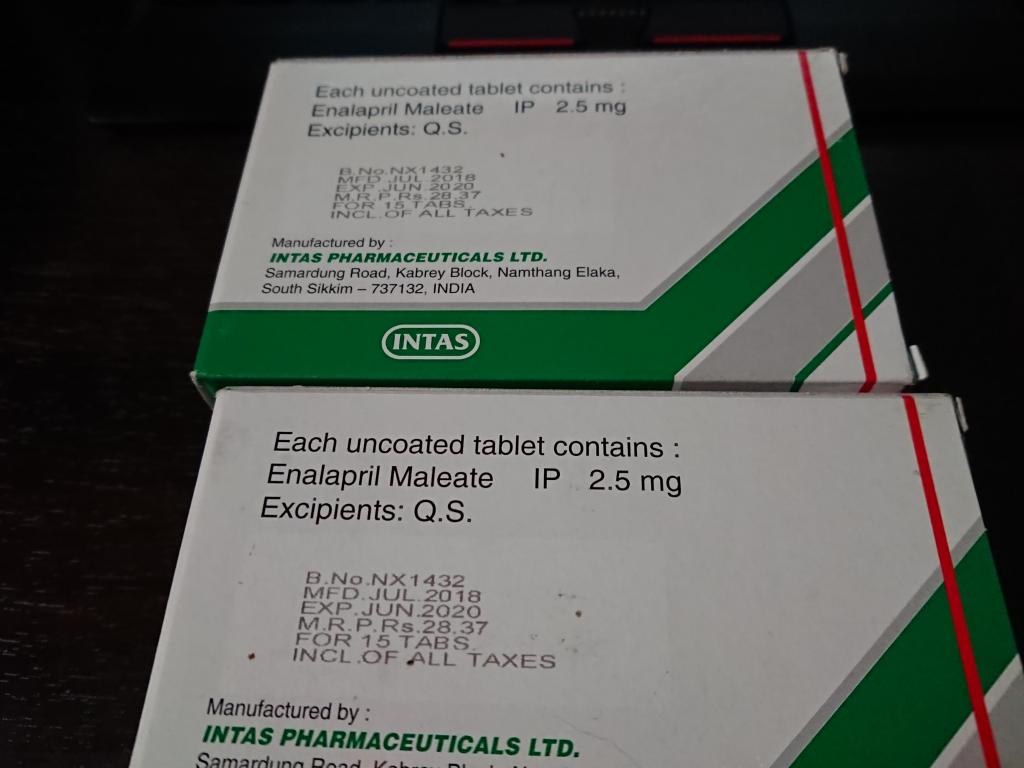 Each uncoated tablet contains :
Enalapril Maleate IP 2.5 mg
Excipients: Q.S.
B.No.NX1432
MFD.JUL.2018
EXP.JUN.2020
M.R.P.Rs.28.37
FOR 15 TABS.
INCL.OF ALL TAXES
Manufactured by :
INTAS PHARMACEUTICALS LTD.
Samardung Road, Kabrey Block, Namthang Elaka,
South Sikkim – 737132, INDIA
INTAS
Each uncoated tablet contains :
Enalapril Maleate IP 2.5 mg
Excipients: Q.S.
B.No.NX1432
MFD.JUL.2018
EXP.JUN.2020
M.R.P.Rs.28.37
FOR 15 TABS.
INCL.OF ALL TAXES
Manufactured by :
INTAS PHARMACEUTICALS LTD.
Samardung Road, Kabrey Block,